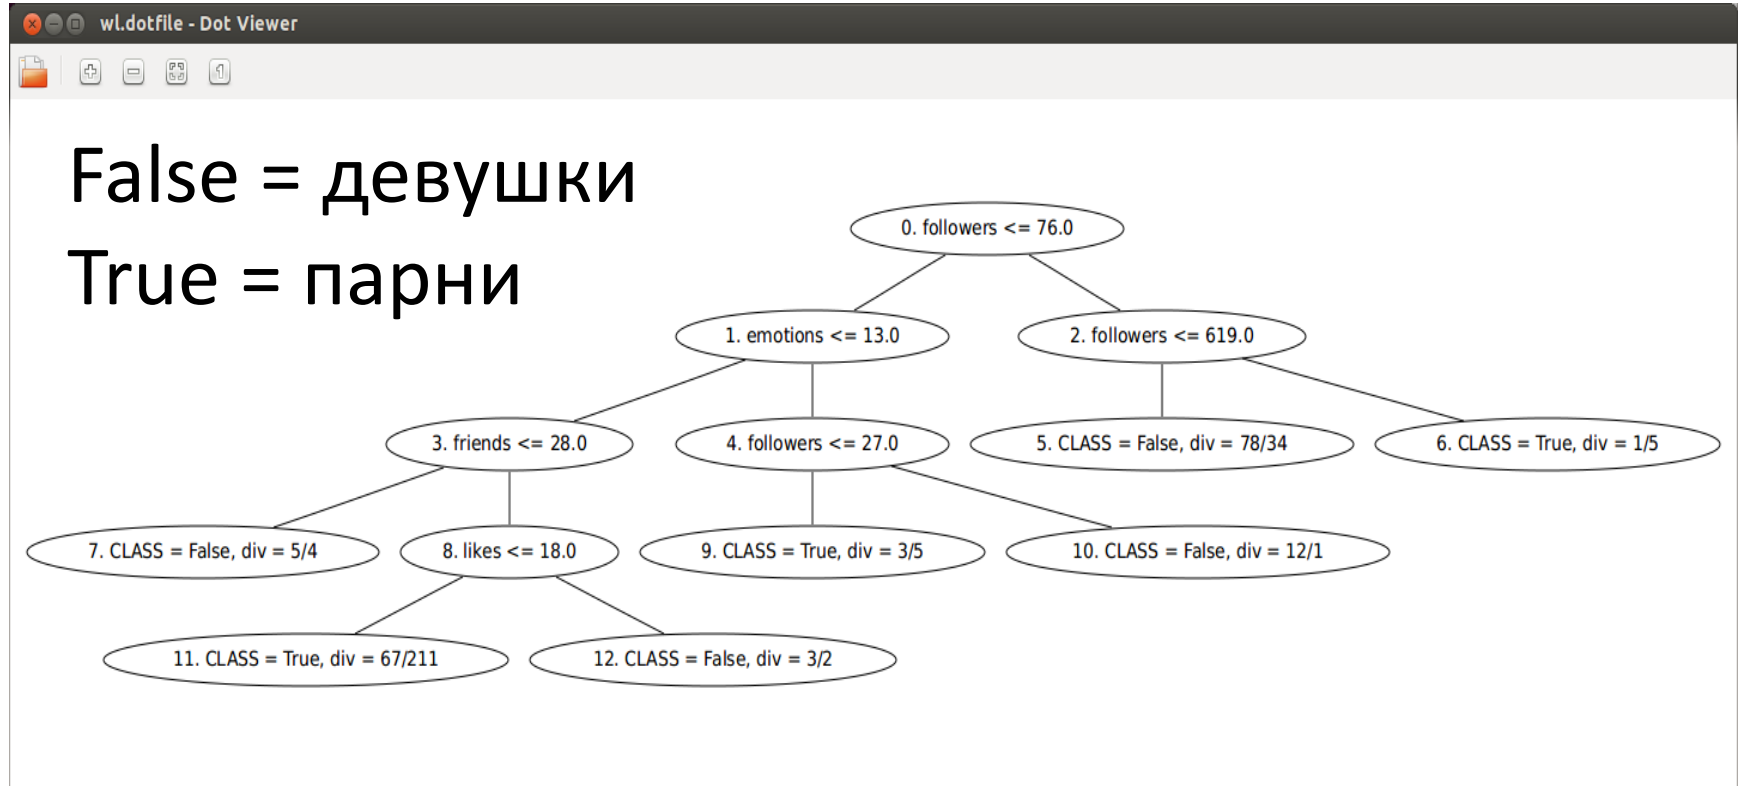 wl.dotfile - Dot Viewer
False = девушки
True = парни
0. followers <= 76.0
1. emotions <= 13.0
2. followers <= 619.0
3. friends <= 28.0
4. followers <= 27.0
5. CLASS = False, div = 78/34
6. CLASS = True, div = 1/5
7. CLASS = False, div = 5/4
8. likes <= 18.0
9. CLASS = True, div = 3/5
10. CLASS = False, div = 12/1
11. CLASS = True, div = 67/211
12. CLASS = False, div = 3/2